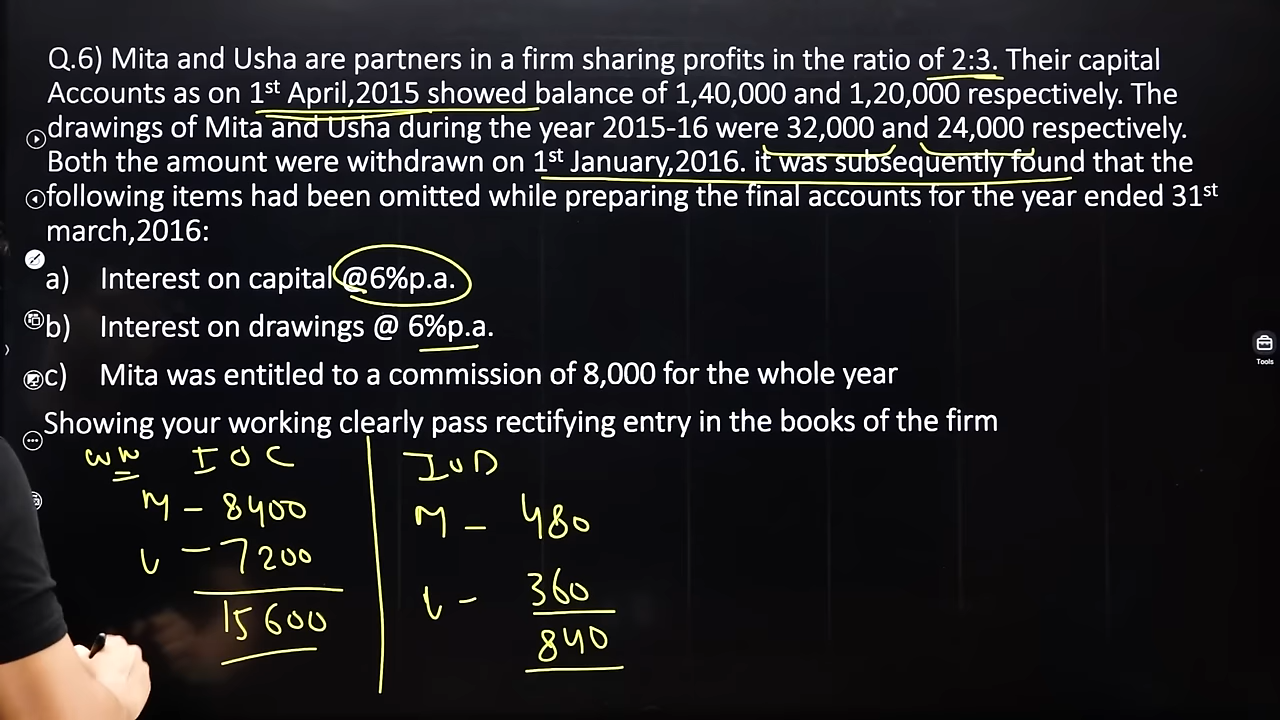 Q.6) Mita and Usha are partners in a firm sharing profits in the ratio of 2:3. Their capital
Accounts as on 1st April,2015 showed balance of 1,40,000 and 1,20,000 respectively. The
drawings of Mita and Usha during the year 2015-16 were 32,000 and 24,000 respectively.
Both the amount were withdrawn on 1st January,2016. it was subsequently found that the
following items had been omitted while preparing the final accounts for the year ended 31st
march,2016:
a) Interest on capital @6%p.a.
b) Interest on drawings @ 6%p.a.
c) Mita was entitled to a commission of 8,000 for the whole year
Showing your working clearly pass rectifying entry in the books of the firm
WN IOC
M - 8400
U - 7200
15600
IOD
M - 480
U - 360
840
Tools